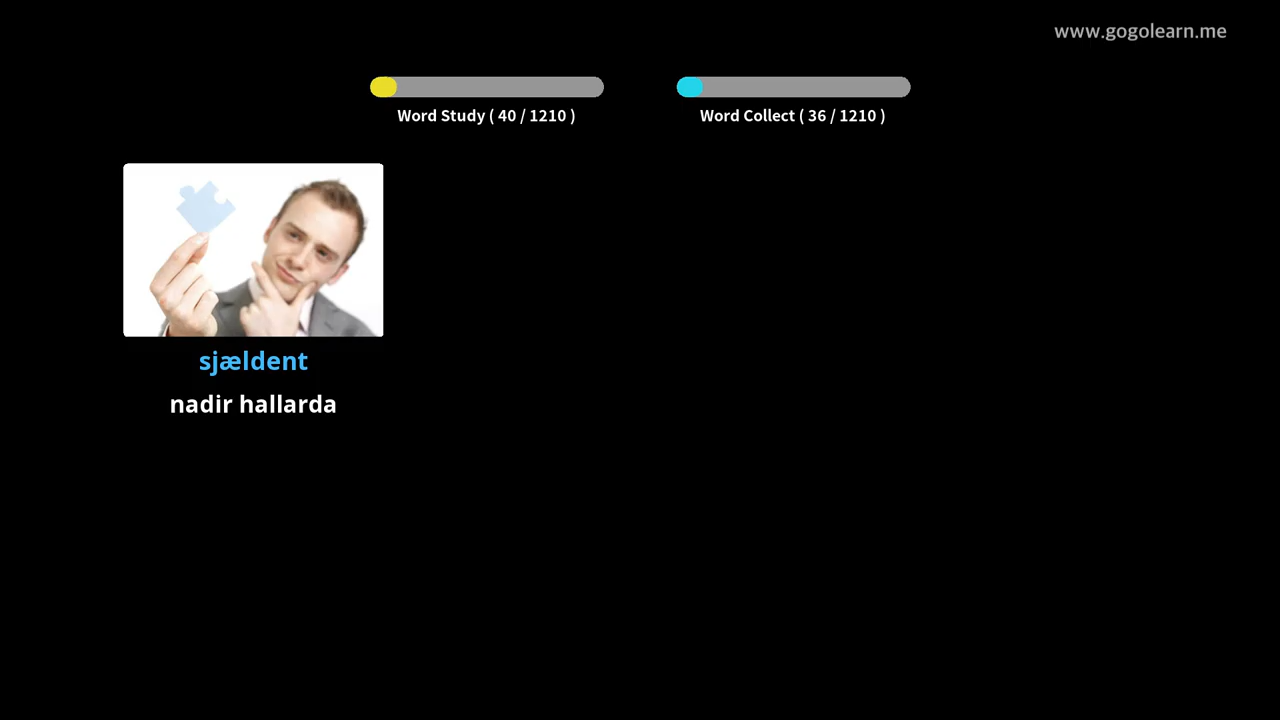 www.gogolearn.me
Word Study ( 40 / 1210 )
Word Collect ( 36 / 1210 )
sjældent
nadir hallarda